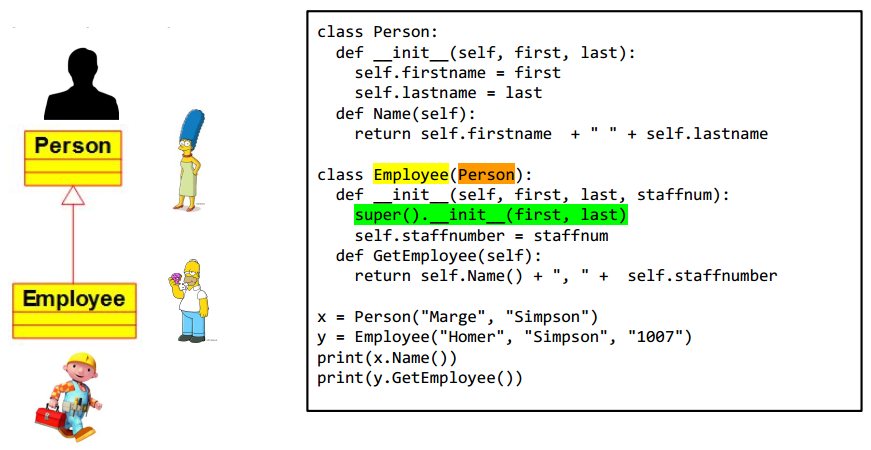 Person
Employee
class Person:
  def __init__(self, first, last):
    self.firstname = first
    self.lastname = last
  def Name(self):
    return self.firstname  + " " + self.lastname

class Employee(Person):
  def __init__(self, first, last, staffnum):
    super().__init__(first, last)
    self.staffnumber = staffnum
  def GetEmployee(self):
    return self.Name() + ", " +  self.staffnumber

x = Person("Marge", "Simpson")
y = Employee("Homer", "Simpson", "1007")
print(x.Name())
print(y.GetEmployee())